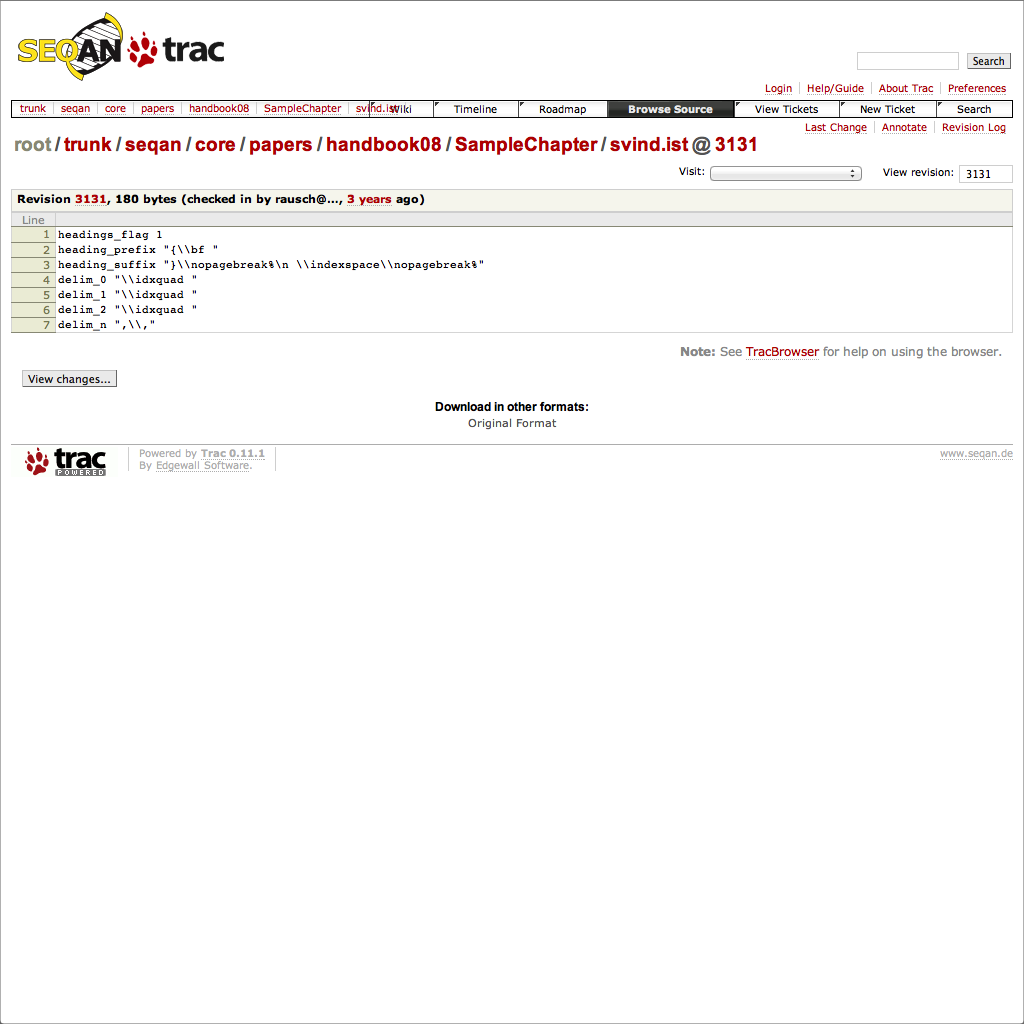 SEQAN trac
Search
Login Help/Guide About Trac Preferences
trunk seqan core papers handbook08 SampleChapter svind.ist Wiki Timeline Roadmap Browse Source View Tickets New Ticket Search
Last Change Annotate Revision Log
root / trunk / seqan / core / papers / handbook08 / SampleChapter / svind.ist @ 3131
Visit: View revision: 3131
Revision 3131, 180 bytes (checked in by rausch@..., 3 years ago)
Line
1 headings_flag 1
2 heading_prefix "{\\bf "
3 heading_suffix "}\\nopagebreak%\n \\indexspace\\nopagebreak%"
4 delim_0 "\\idxquad "
5 delim_1 "\\idxquad "
6 delim_2 "\\idxquad "
7 delim_n ",\\,"
Note: See TracBrowser for help on using the browser.
View changes...
Download in other formats:
Original Format
trac POWERED
Powered by Trac 0.11.1
By Edgewall Software.
www.seqan.de